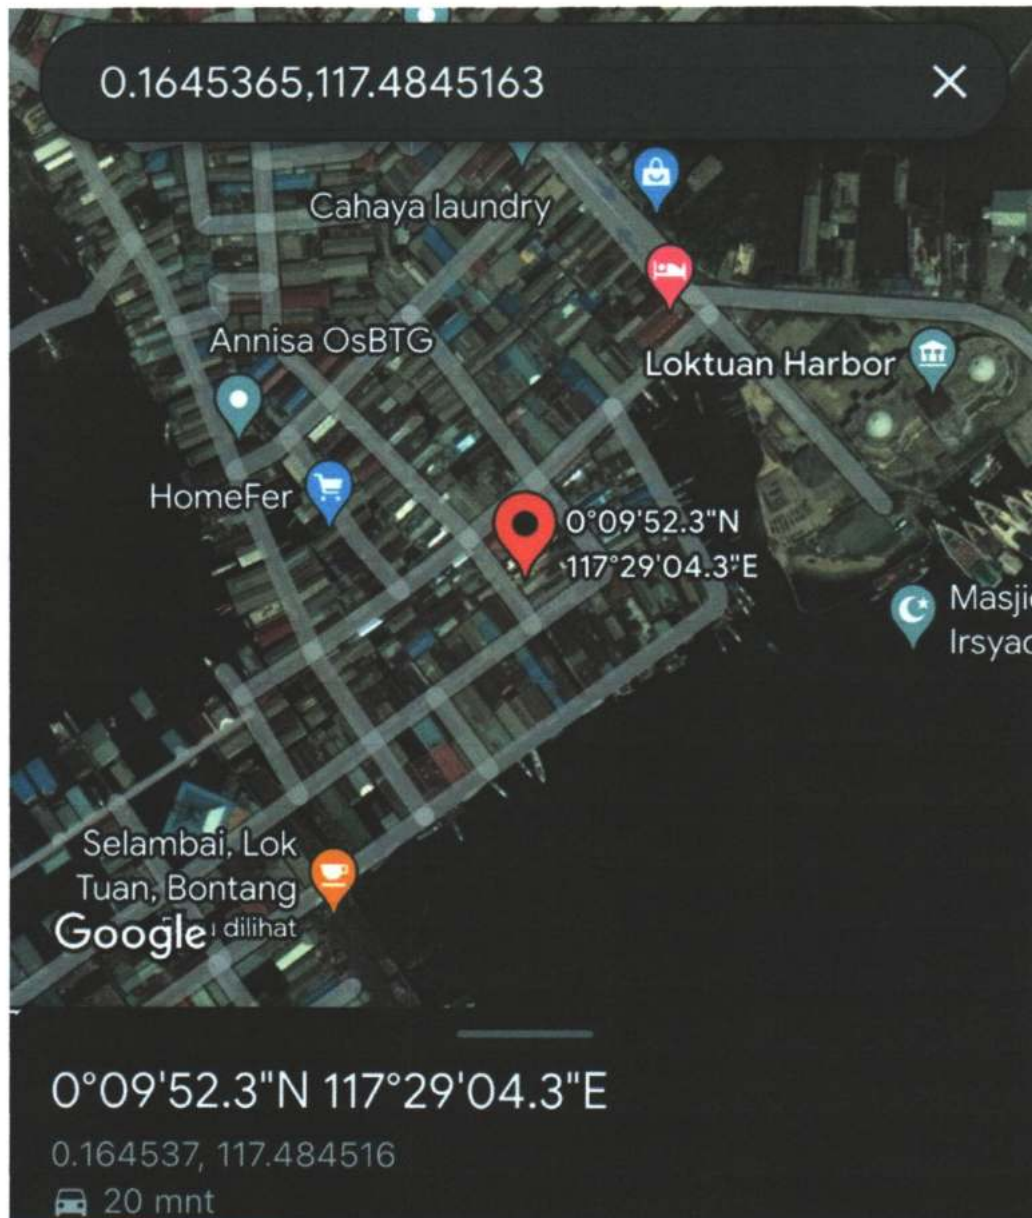 0.1645365,117.4845163
Cahaya laundry
Annisa OsBTG
Loktuan Harbor
HomeFer
0°09'52.3"N
117°29'04.3"E
Selambai, Lok
Tuan, Bontang
dilihat
Google
0°09'52.3"N 117°29'04.3"E
0.164537, 117.484516
20 mnt